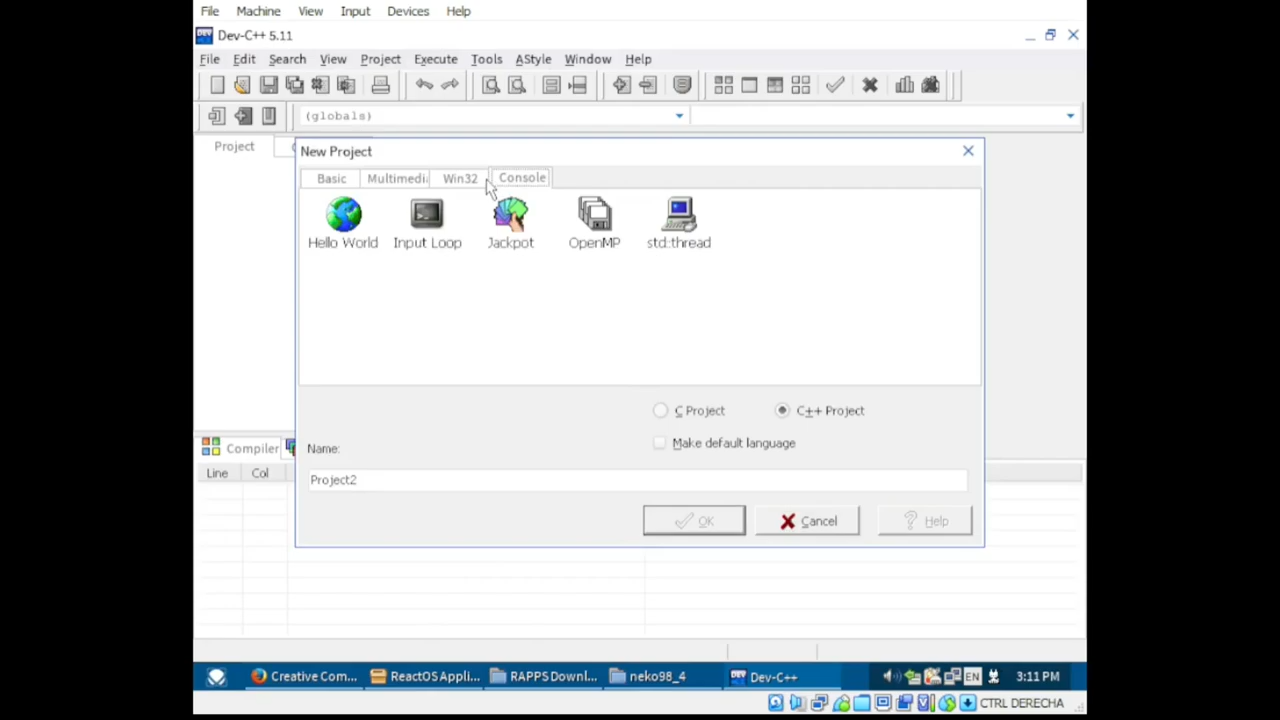 File Machine View Input Devices Help
Dev-C++ 5.11
File Edit Search View Project Execute Tools AStyle Window Help
(globals)
Project
New Project
Basic Multimedi Win32 Console
Hello World Input Loop Jackpot OpenMP std::thread
C Project C++ Project
Make default language
Compiler
Name:
Line Col
Project2
OK Cancel Help
Creative Com... ReactOS Appli... RAPPS Downl... neko98_4 Dev-C++ EN 3:11 PM
CTRL DERECHA